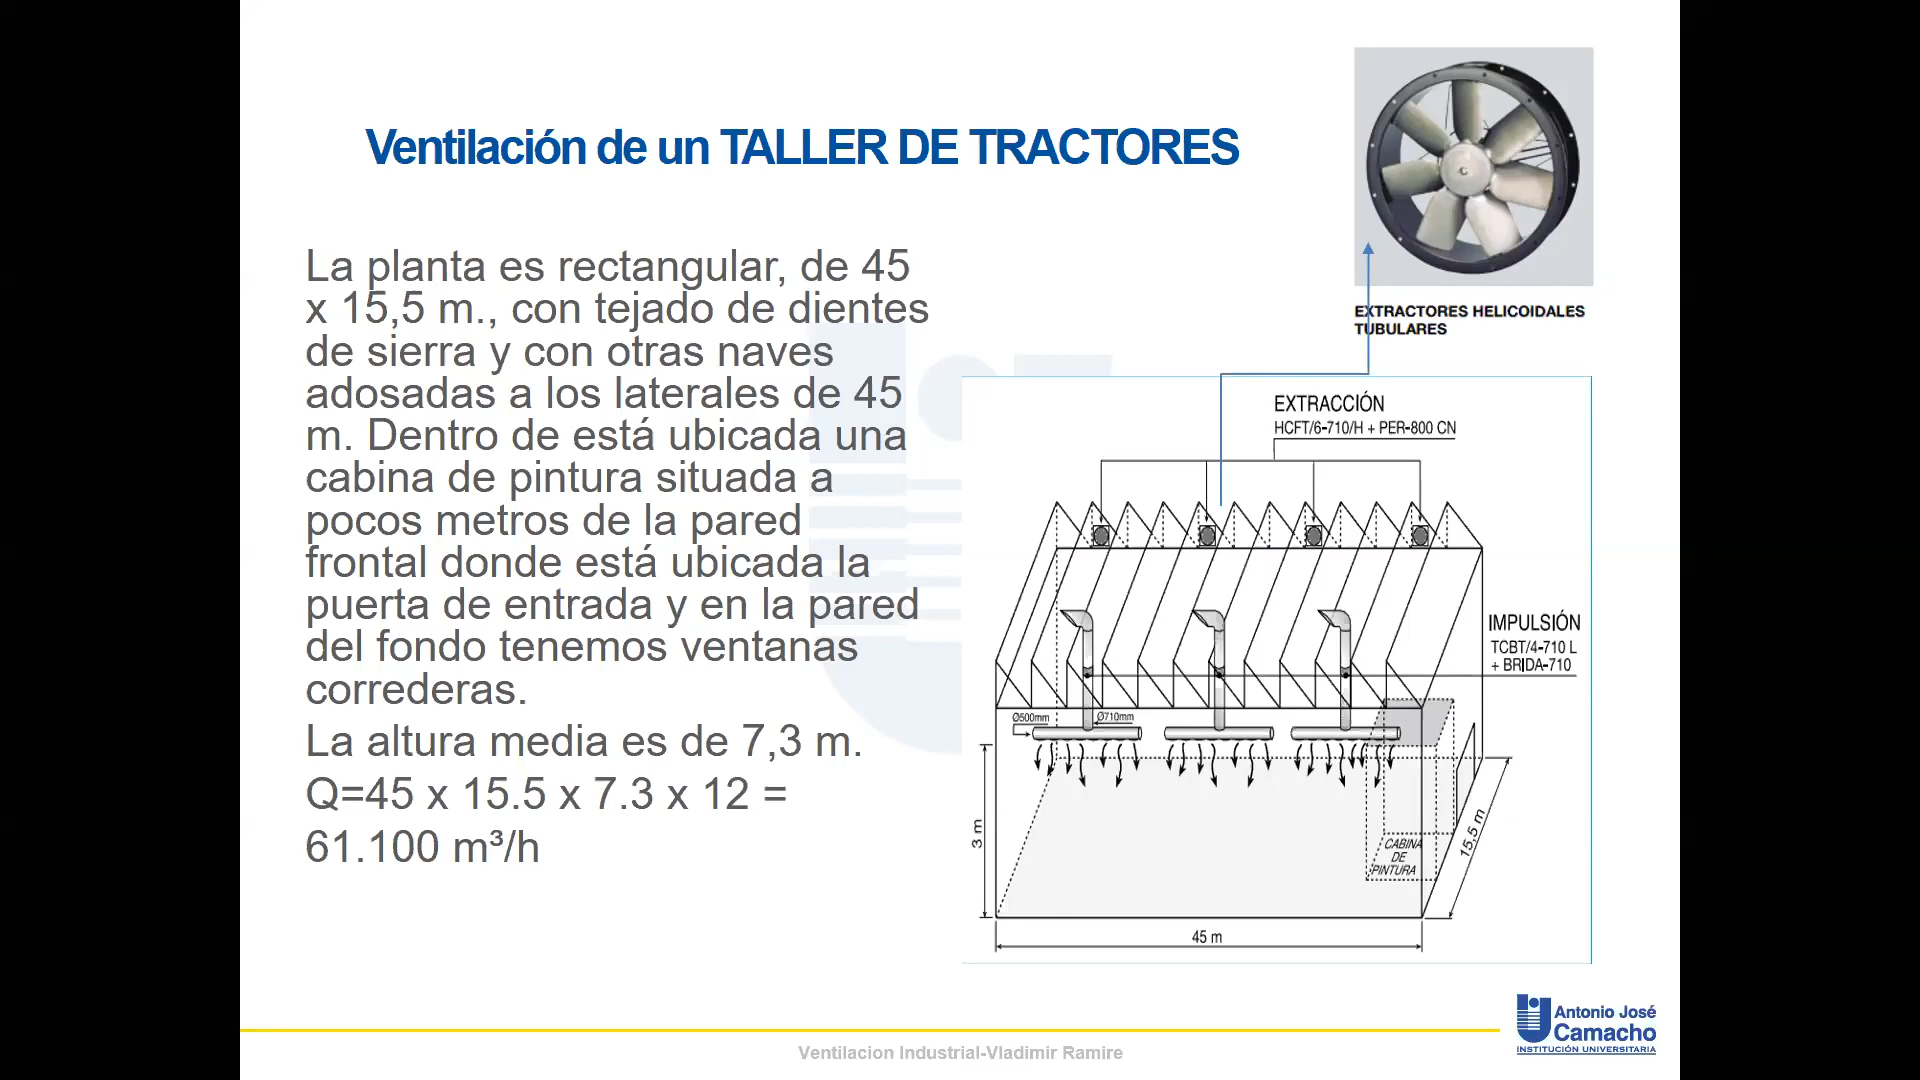 Ventilación de un TALLER DE TRACTORES
La planta es rectangular, de 45
x 15,5 m., con tejado de dientes
de sierra y con otras naves
adosadas a los laterales de 45
m. Dentro de está ubicada una
cabina de pintura situada a
pocos metros de la pared
frontal donde está ubicada la
puerta de entrada y en la pared
del fondo tenemos ventanas
correderas.
La altura media es de 7,3 m.
Q=45 x 15.5 x 7.3 x 12 =
61.100 m³/h
EXTRACTORES HELICOIDALES
TUBULARES
EXTRACCIÓN
HCFT/6-710/H + PER-800 CN
IMPULSIÓN
TCBT/4-710 L
+ BRIDA-710
Ø500mm
Ø710mm
3 m
CABINA
DE
PINTURA
15,5 m
45 m
Antonio José
Camacho
INSTITUCIÓN UNIVERSITARIA
Ventilacion Industrial-Vladimir Ramire